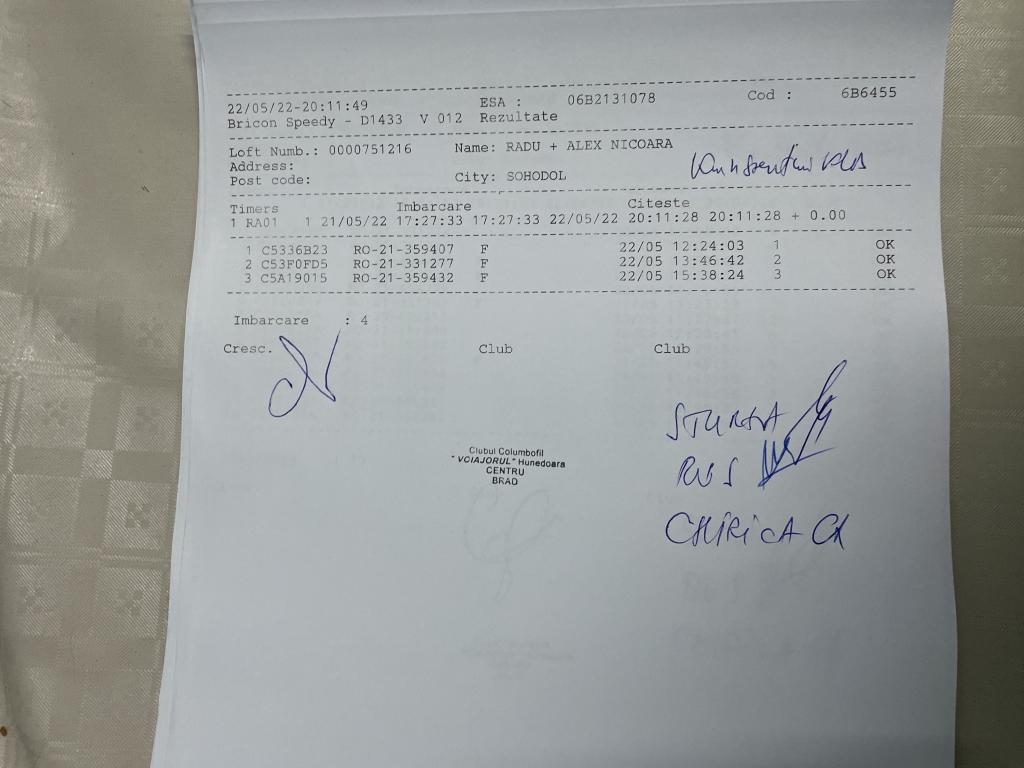 22/05/22-20:11:49 ESA : 06B2131078 Cod : 6B6455
Bricon Speedy - D1433 V 012 Rezultate
Loft Numb.: 0000751216 Name: RADU + ALEX NICOARA
Address:
Post code: City: SOHODOL
Timers Imbarcare Citeste
1 RA01 1 21/05/22 17:27:33 17:27:33 22/05/22 20:11:28 20:11:28 + 0.00
1 C5336B23 RO-21-359407 F 22/05 12:24:03 1 OK
2 C53F0FD5 RO-21-331277 F 22/05 13:46:42 2 OK
3 C5A19015 RO-21-359432 F 22/05 15:38:24 3 OK
Imbarcare : 4
Cresc. Club Club
Clubul Columbofil
"VOIAJORUL" Hunedoara
CENTRU
BRAD
RUS
CHIRICA